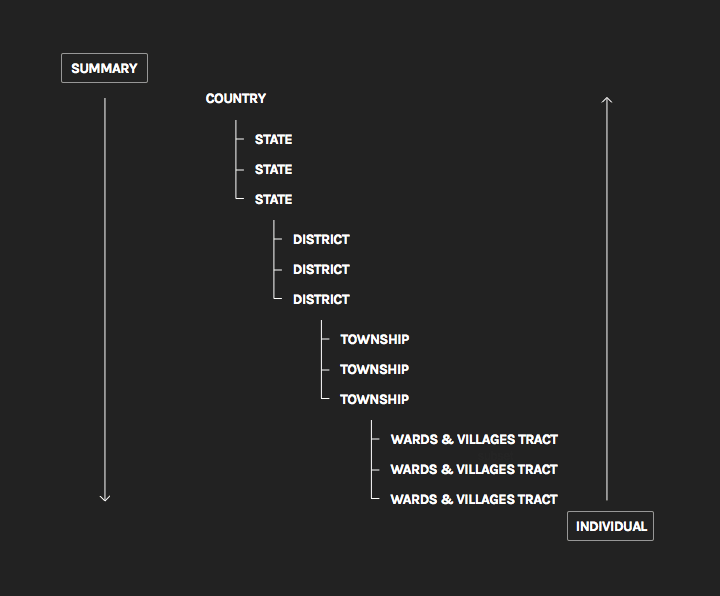 SUMMARY
COUNTRY
STATE
STATE
STATE
DISTRICT
DISTRICT
DISTRICT
TOWNSHIP
TOWNSHIP
TOWNSHIP
WARDS & VILLAGES TRACT
WARDS & VILLAGES TRACT
WARDS & VILLAGES TRACT
INDIVIDUAL